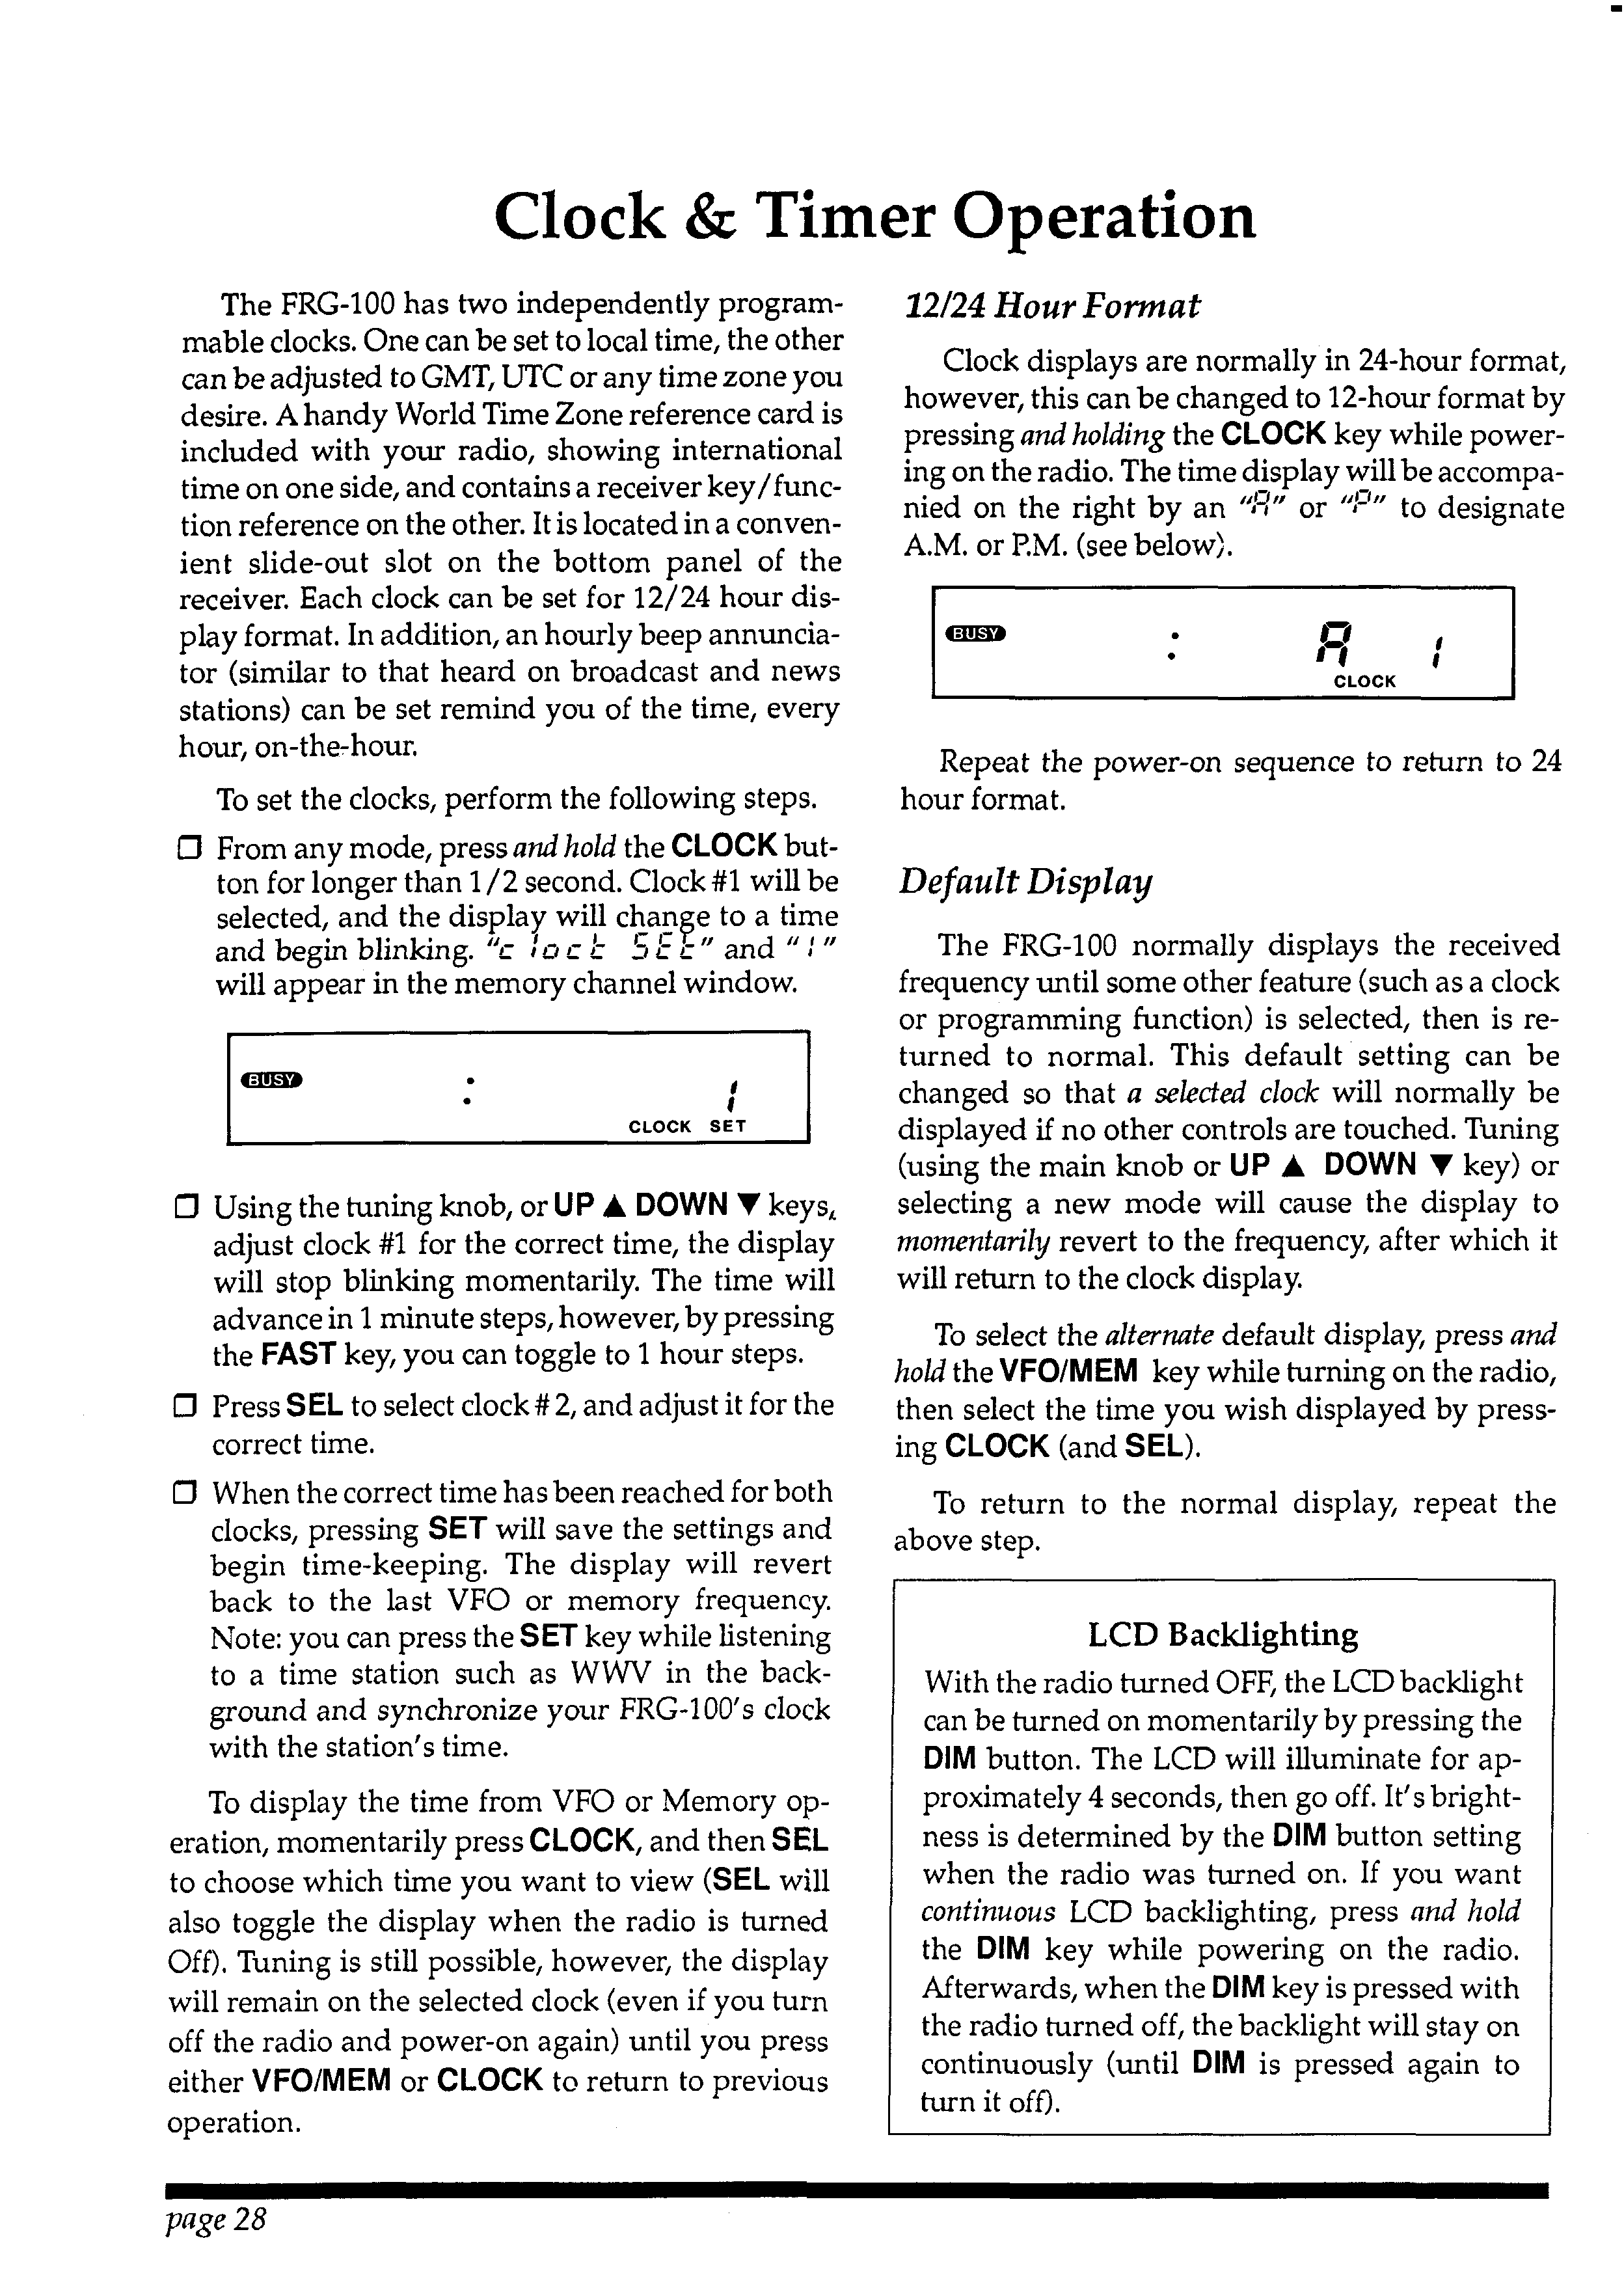 Clock & Timer Operation
The FRG-100 has two independently program-
mable clocks. One can be set to local time, the other
can be adjusted to GMT, UTC or any time zone you
desire. A handy World Time Zone reference card is
included with your radio, showing international
time on one side, and contains a receiver key/func-
tion reference on the other. It is located in a conven-
ient slide-out slot on the bottom panel of the
receiver. Each clock can be set for 12/24 hour dis-
play format. In addition, an hourly beep annuncia-
tor (similar to that heard on broadcast and news
stations) can be set remind you of the time, every
hour, on-the-hour.
To set the clocks, perform the following steps.
❒ From any mode, press and hold the CLOCK but-
ton for longer than 1/2 second. Clock #1 will be
selected, and the display will change to a time
and begin blinking. "clock SEt" and "1"
will appear in the memory channel window.
BUSY : 1
CLOCK SET
❒ Using the tuning knob, or UP ▲ DOWN ▼ keys,
adjust clock #1 for the correct time, the display
will stop blinking momentarily. The time will
advance in 1 minute steps, however, by pressing
the FAST key, you can toggle to 1 hour steps.
❒ Press SEL to select clock # 2, and adjust it for the
correct time.
❒ When the correct time has been reached for both
clocks, pressing SET will save the settings and
begin time-keeping. The display will revert
back to the last VFO or memory frequency.
Note: you can press the SET key while listening
to a time station such as WWV in the back-
ground and synchronize your FRG-100's clock
with the station's time.
To display the time from VFO or Memory op-
eration, momentarily press CLOCK, and then SEL
to choose which time you want to view (SEL will
also toggle the display when the radio is turned
Off). Tuning is still possible, however, the display
will remain on the selected clock (even if you turn
off the radio and power-on again) until you press
either VFO/MEM or CLOCK to return to previous
operation.
12/24 Hour Format
Clock displays are normally in 24-hour format,
however, this can be changed to 12-hour format by
pressing and holding the CLOCK key while power-
ing on the radio. The time display will be accompa-
nied on the right by an "A" or "P" to designate
A.M. or P.M. (see below).
BUSY : A 1
CLOCK
Repeat the power-on sequence to return to 24
hour format.
Default Display
The FRG-100 normally displays the received
frequency until some other feature (such as a clock
or programming function) is selected, then is re-
turned to normal. This default setting can be
changed so that a selected clock will normally be
displayed if no other controls are touched. Tuning
(using the main knob or UP ▲ DOWN ▼ key) or
selecting a new mode will cause the display to
momentarily revert to the frequency, after which it
will return to the clock display.
To select the alternate default display, press and
hold the VFO/MEM key while turning on the radio,
then select the time you wish displayed by press-
ing CLOCK (and SEL).
To return to the normal display, repeat the
above step.
LCD Backlighting
With the radio turned OFF, the LCD backlight
can be turned on momentarily by pressing the
DIM button. The LCD will illuminate for ap-
proximately 4 seconds, then go off. It's bright-
ness is determined by the DIM button setting
when the radio was turned on. If you want
continuous LCD backlighting, press and hold
the DIM key while powering on the radio.
Afterwards, when the DIM key is pressed with
the radio turned off, the backlight will stay on
continuously (until DIM is pressed again to
turn it off).
page 28